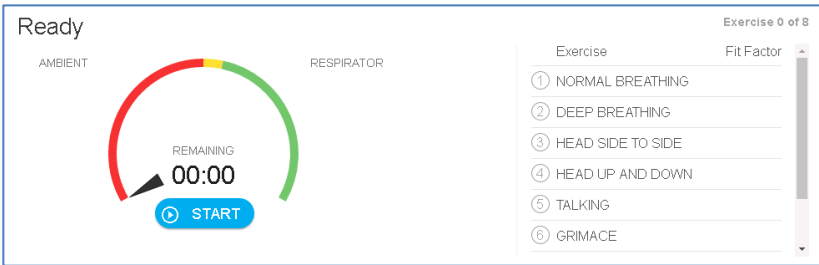 Ready
Exercise 0 of 8
AMBIENT
RESPIRATOR
REMAINING
00:00
START
Exercise Fit Factor
1 NORMAL BREATHING
2 DEEP BREATHING
3 HEAD SIDE TO SIDE
4 HEAD UP AND DOWN
5 TALKING
6 GRIMACE